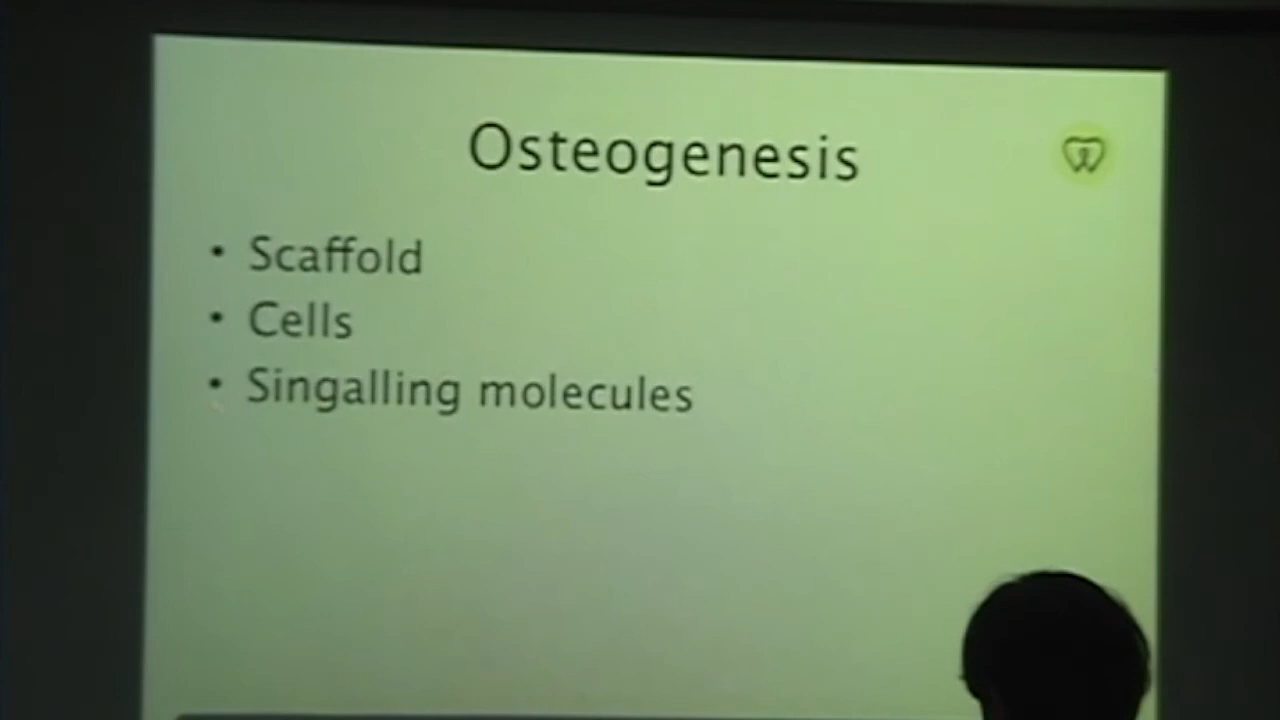 Osteogenesis
• Scaffold
• Cells
• Singalling molecules